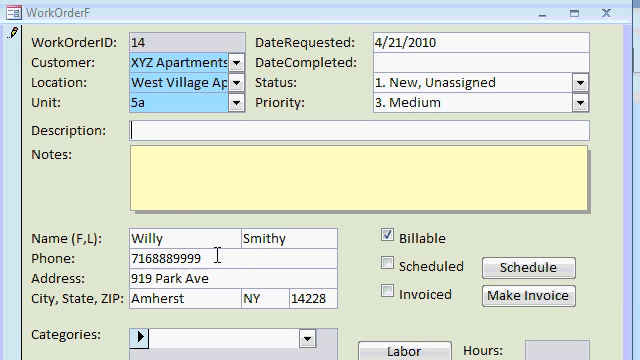 WorkOrderF
WorkOrderID: 14 DateRequested: 4/21/2010
Customer: XYZ Apartments DateCompleted:
Location: West Village Ap Status: 1. New, Unassigned
Unit: 5a Priority: 3. Medium
Description:
Notes:
Name (F,L): Willy Smithy Billable
Phone: 7168889999 Scheduled Schedule
Address: 919 Park Ave
City, State, ZIP: Amherst NY 14228 Invoiced Make Invoice
Categories:
Labor Hours: